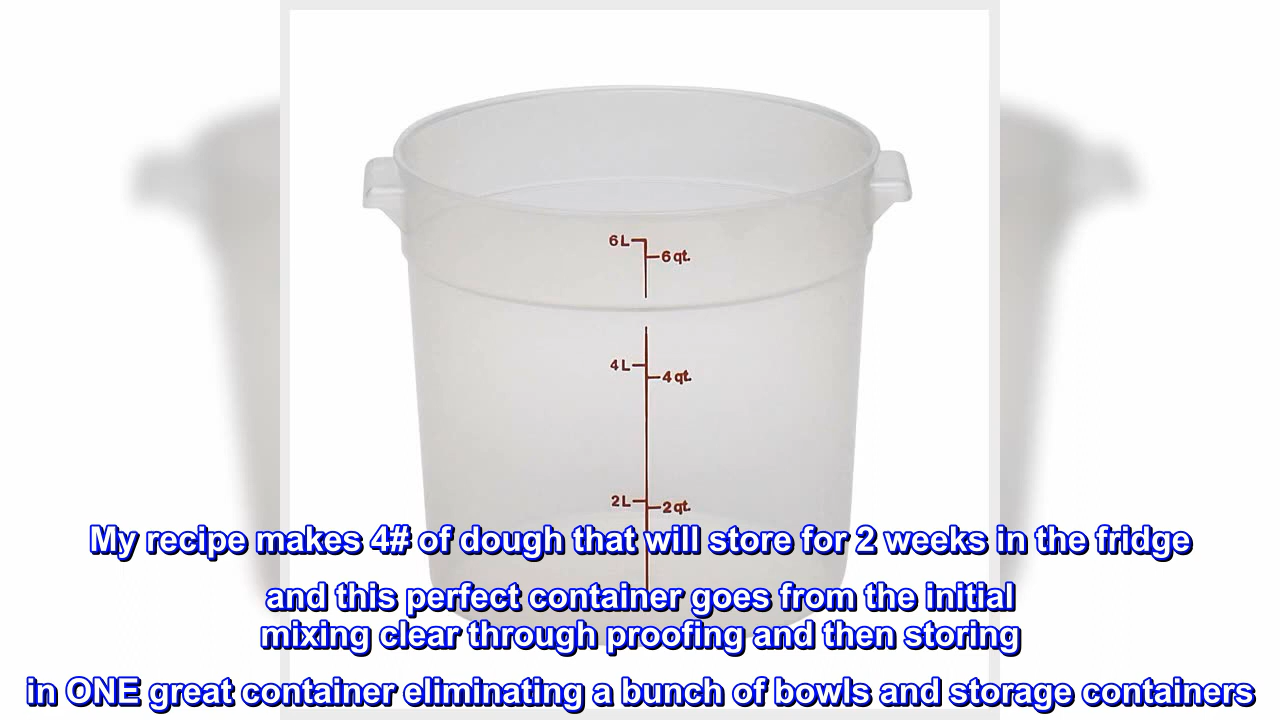 6L
6 qt.
4L
4 qt.
2L
2 qt.
My recipe makes 4# of dough that will store for 2 weeks in the fridge
and this perfect container goes from the initial
mixing clear through proofing and then storing
in ONE great container eliminating a bunch of bowls and storage containers